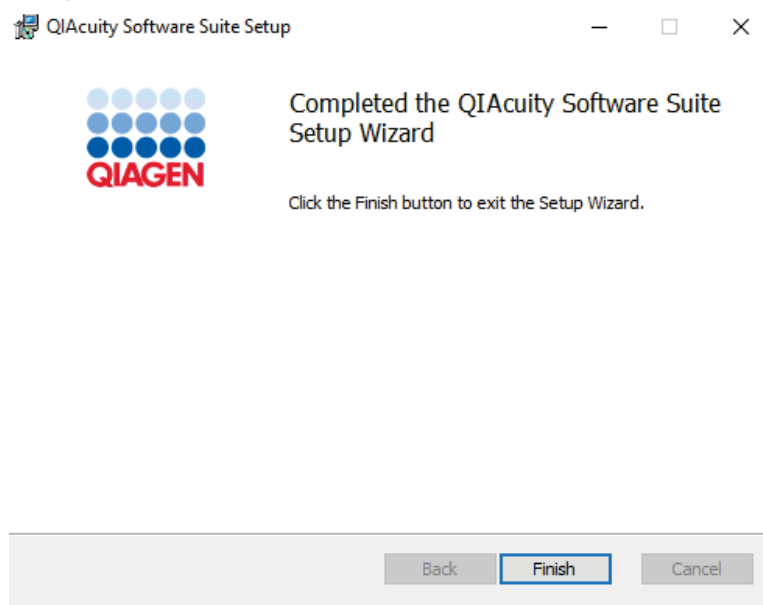 QIAcuity Software Suite Setup
QIAGEN
Completed the QIAcuity Software Suite
Setup Wizard
Click the Finish button to exit the Setup Wizard.
Back
Finish
Cancel